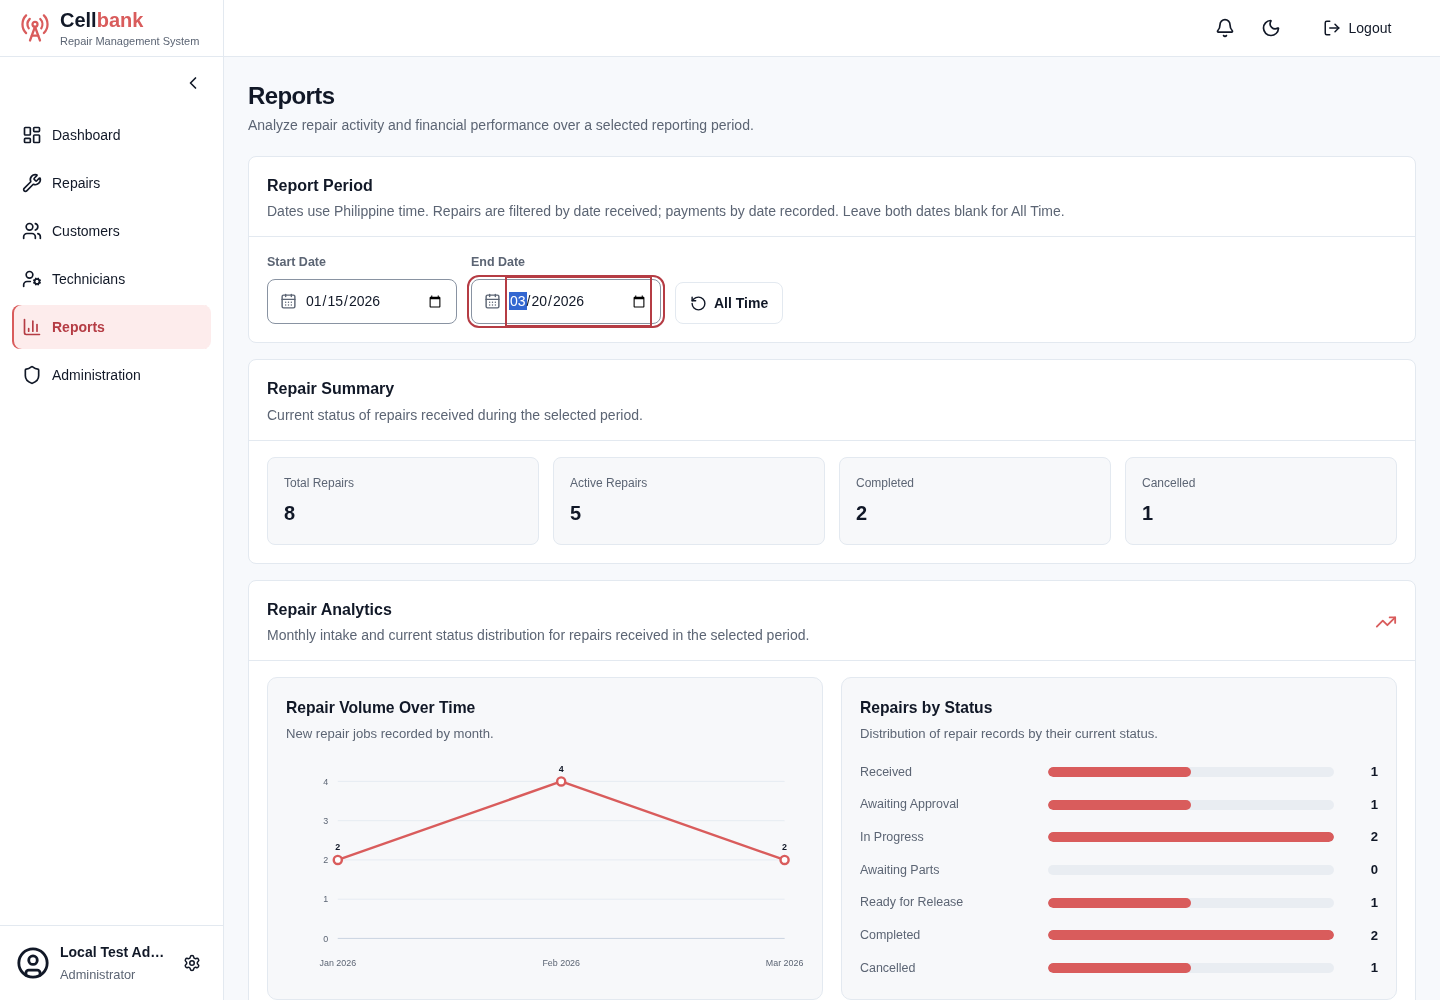 Cellbank
Repair Management System
Logout
Dashboard
Repairs
Customers
Technicians
Reports
Administration
Local Test Ad...
Administrator
Reports
Analyze repair activity and financial performance over a selected reporting period.
Report Period
Dates use Philippine time. Repairs are filtered by date received; payments by date recorded. Leave both dates blank for All Time.
Start Date
End Date
01/15/2026
03/20/2026
All Time
Repair Summary
Current status of repairs received during the selected period.
Total Repairs
8
Active Repairs
5
Completed
2
Cancelled
1
Repair Analytics
Monthly intake and current status distribution for repairs received in the selected period.
Repair Volume Over Time
New repair jobs recorded by month.
4
3
2
1
0
2
4
2
Jan 2026
Feb 2026
Mar 2026
Repairs by Status
Distribution of repair records by their current status.
Received 1
Awaiting Approval 1
In Progress 2
Awaiting Parts 0
Ready for Release 1
Completed 2
Cancelled 1